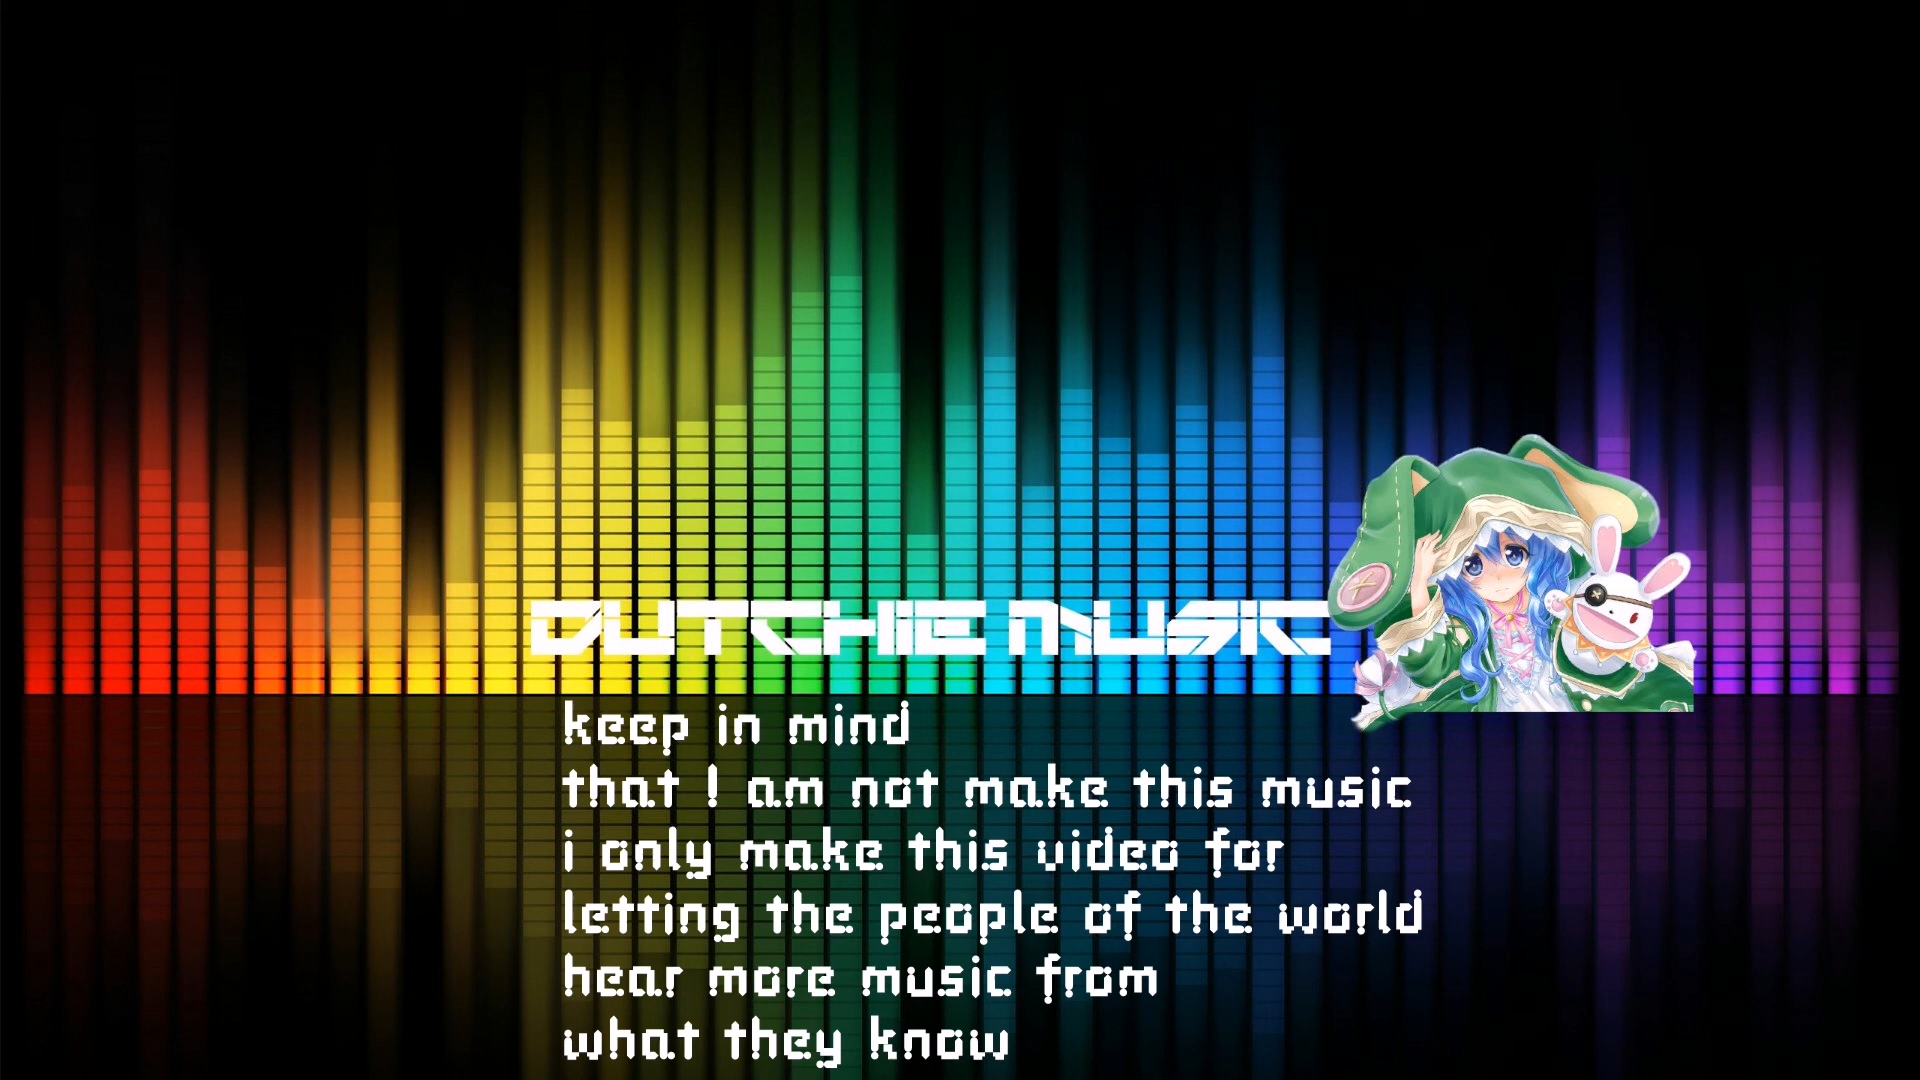 DUTCHIE MUSIC
keep in mind
that I am not make this music
i only make this video for
letting the people of the world
hear more music from
what they know